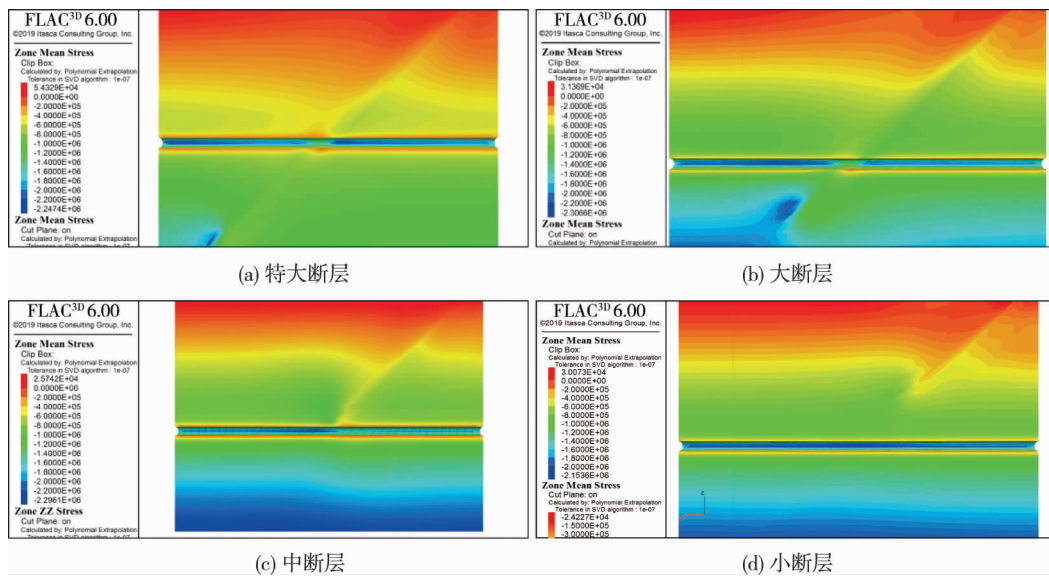 FLAC3D 6.00
©2019 Itasca Consulting Group, Inc.
Zone Mean Stress
Clip Box:
Calculated by: Polynomial Extrapolation
Tolerance in SVD algorithm : 1e-07
5.4329E+04
0.0000E+00
-2.0000E+05
-4.0000E+05
-6.0000E+05
-8.0000E+05
-1.0000E+06
-1.2000E+06
-1.4000E+06
-1.6000E+06
-1.8000E+06
-2.0000E+06
-2.2000E+06
-2.2474E+06
Zone Mean Stress
Cut Plane: on
Calculated by: Polynomial Extrapolation
Tolerance in SVD algorithm : 1e-07
(a) 特大断层
FLAC3D 6.00
©2019 Itasca Consulting Group, Inc.
Zone Mean Stress
Clip Box:
Calculated by: Polynomial Extrapolation
Tolerance in SVD algorithm : 1e-07
3.1369E+04
0.0000E+00
-2.0000E+05
-4.0000E+05
-6.0000E+05
-8.0000E+05
-1.0000E+06
-1.2000E+06
-1.4000E+06
-1.6000E+06
-1.8000E+06
-2.0000E+06
-2.2000E+06
-2.3066E+06
Zone Mean Stress
Cut Plane: on
Calculated by: Polynomial Extrapolation
(b) 大断层
FLAC3D 6.00
©2019 Itasca Consulting Group, Inc.
Zone Mean Stress
Clip Box:
Calculated by: Polynomial Extrapolation
Tolerance in SVD algorithm : 1e-07
2.5742E+04
0.0000E+00
-2.0000E+05
-4.0000E+05
-6.0000E+05
-8.0000E+05
-1.0000E+06
-1.2000E+06
-1.4000E+06
-1.6000E+06
-1.8000E+06
-2.0000E+06
-2.2000E+06
-2.2961E+06
Zone ZZ Stress
Cut Plane: on
Calculated by: Polynomial Extrapolation
Tolerance in SVD algorithm : 1e-07
(c) 中断层
FLAC3D 6.00
©2019 Itasca Consulting Group, Inc.
Zone Mean Stress
Clip Box:
Calculated by: Polynomial Extrapolation
Tolerance in SVD algorithm : 1e-07
3.0073E+04
0.0000E+00
-2.0000E+05
-4.0000E+05
-6.0000E+05
-8.0000E+05
-1.0000E+06
-1.2000E+06
-1.4000E+06
-1.6000E+06
-1.8000E+06
-2.0000E+06
-2.1536E+06
Zone Mean Stress
Cut Plane: on
Calculated by: Polynomial Extrapolation
Tolerance in SVD algorithm : 1e-07
-2.4227E+04
-1.5000E+05
-3.0000E+05
z
(d) 小断层